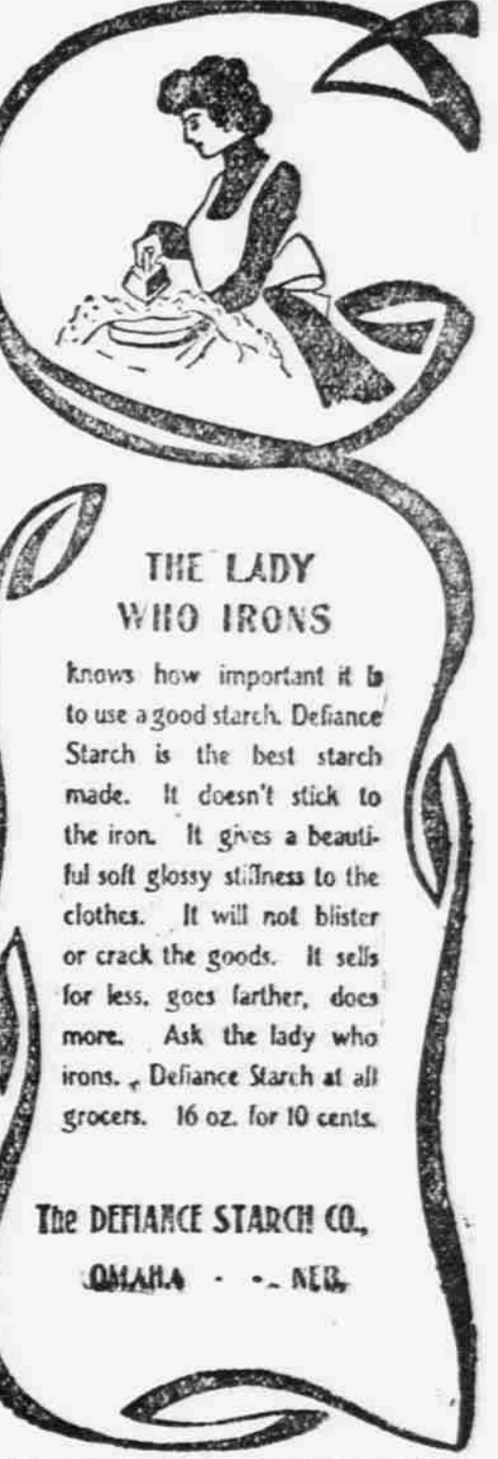 THE LADY
WHO IRONS
knows how important it is
to use a good starch. Defiance
Starch is the best starch
made. It doesn't stick to
the iron. It gives a beauti-
ful soft glossy stiffness to the
clothes. It will not blister
or crack the goods. It sells
for less, goes farther, does
more. Ask the lady who
irons. Defiance Starch at all
grocers. 16 oz. for 10 cents.
The DEFIANCE STARCH CO.,
OMAHA - - NEB.